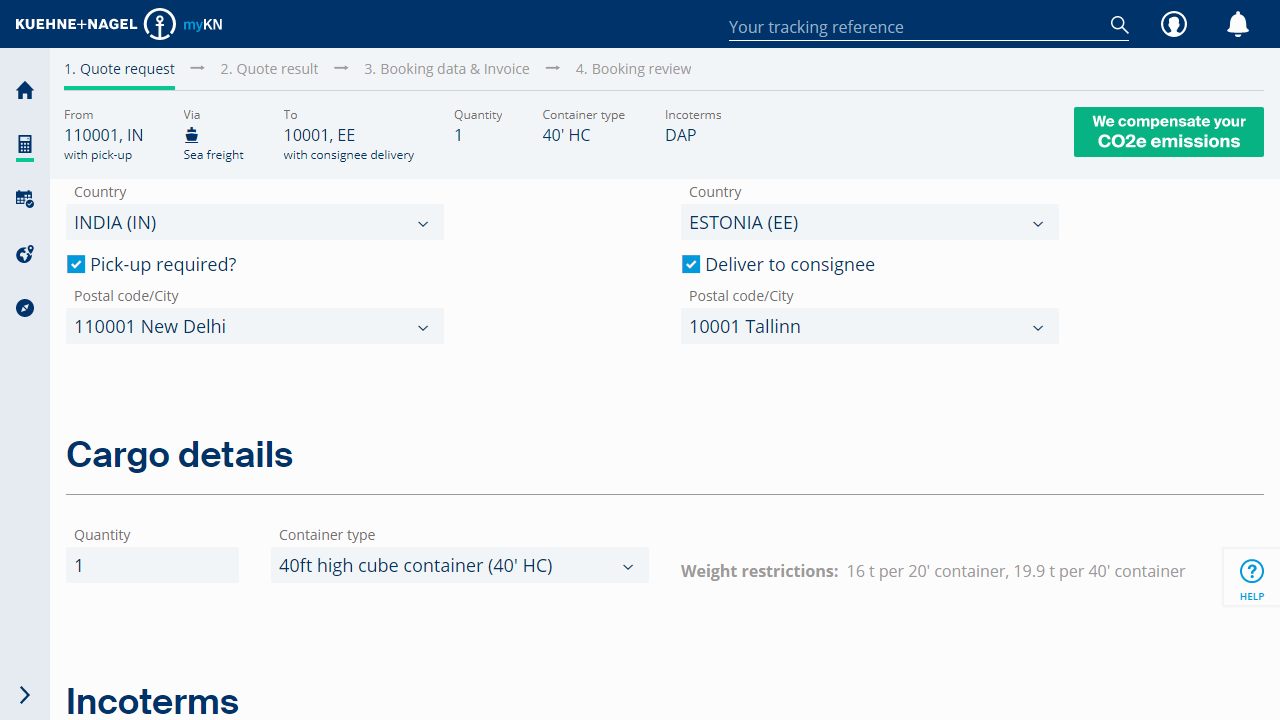 KUEHNE+NAGEL myKN
Your tracking reference
1. Quote request → 2. Quote result → 3. Booking data & Invoice → 4. Booking review
From Via To Quantity Container type Incoterms
110001, IN 10001, EE 1 40' HC DAP
with pick-up Sea freight with consignee delivery
We compensate your
CO2e emissions
Country Country
INDIA (IN) ESTONIA (EE)
Pick-up required? Deliver to consignee
Postal code/City Postal code/City
110001 New Delhi 10001 Tallinn
Cargo details
Quantity Container type
1 40ft high cube container (40' HC) Weight restrictions: 16 t per 20' container, 19.9 t per 40' container
HELP
Incoterms